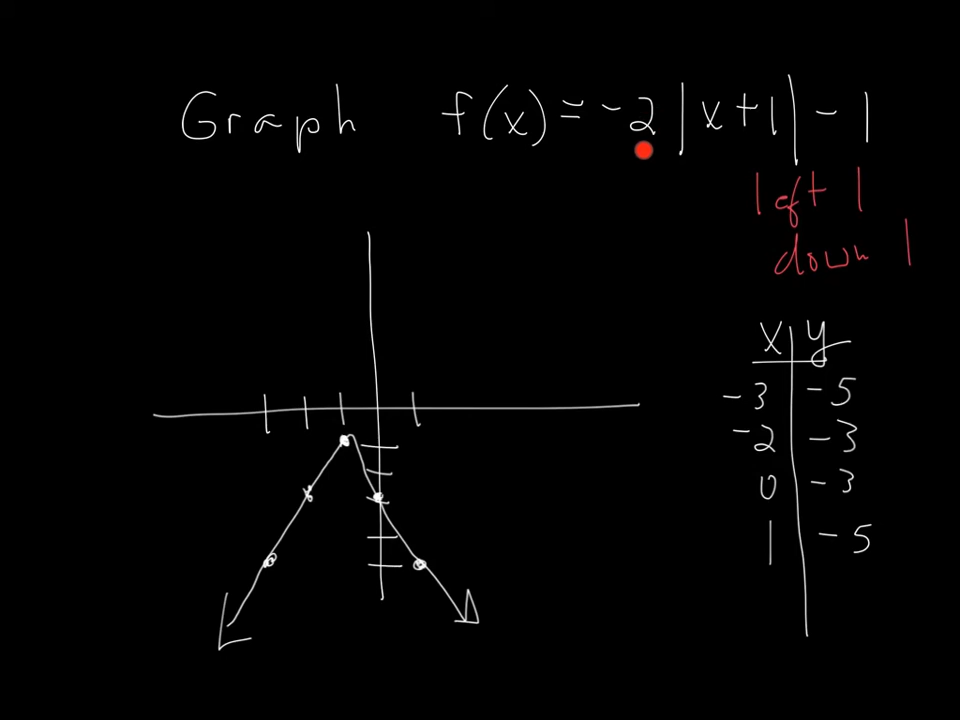 Graph f(x) = -2|x+1| - 1
left 1
down 1
x y
-3 -5
-2 -3
0 -3
1 -5